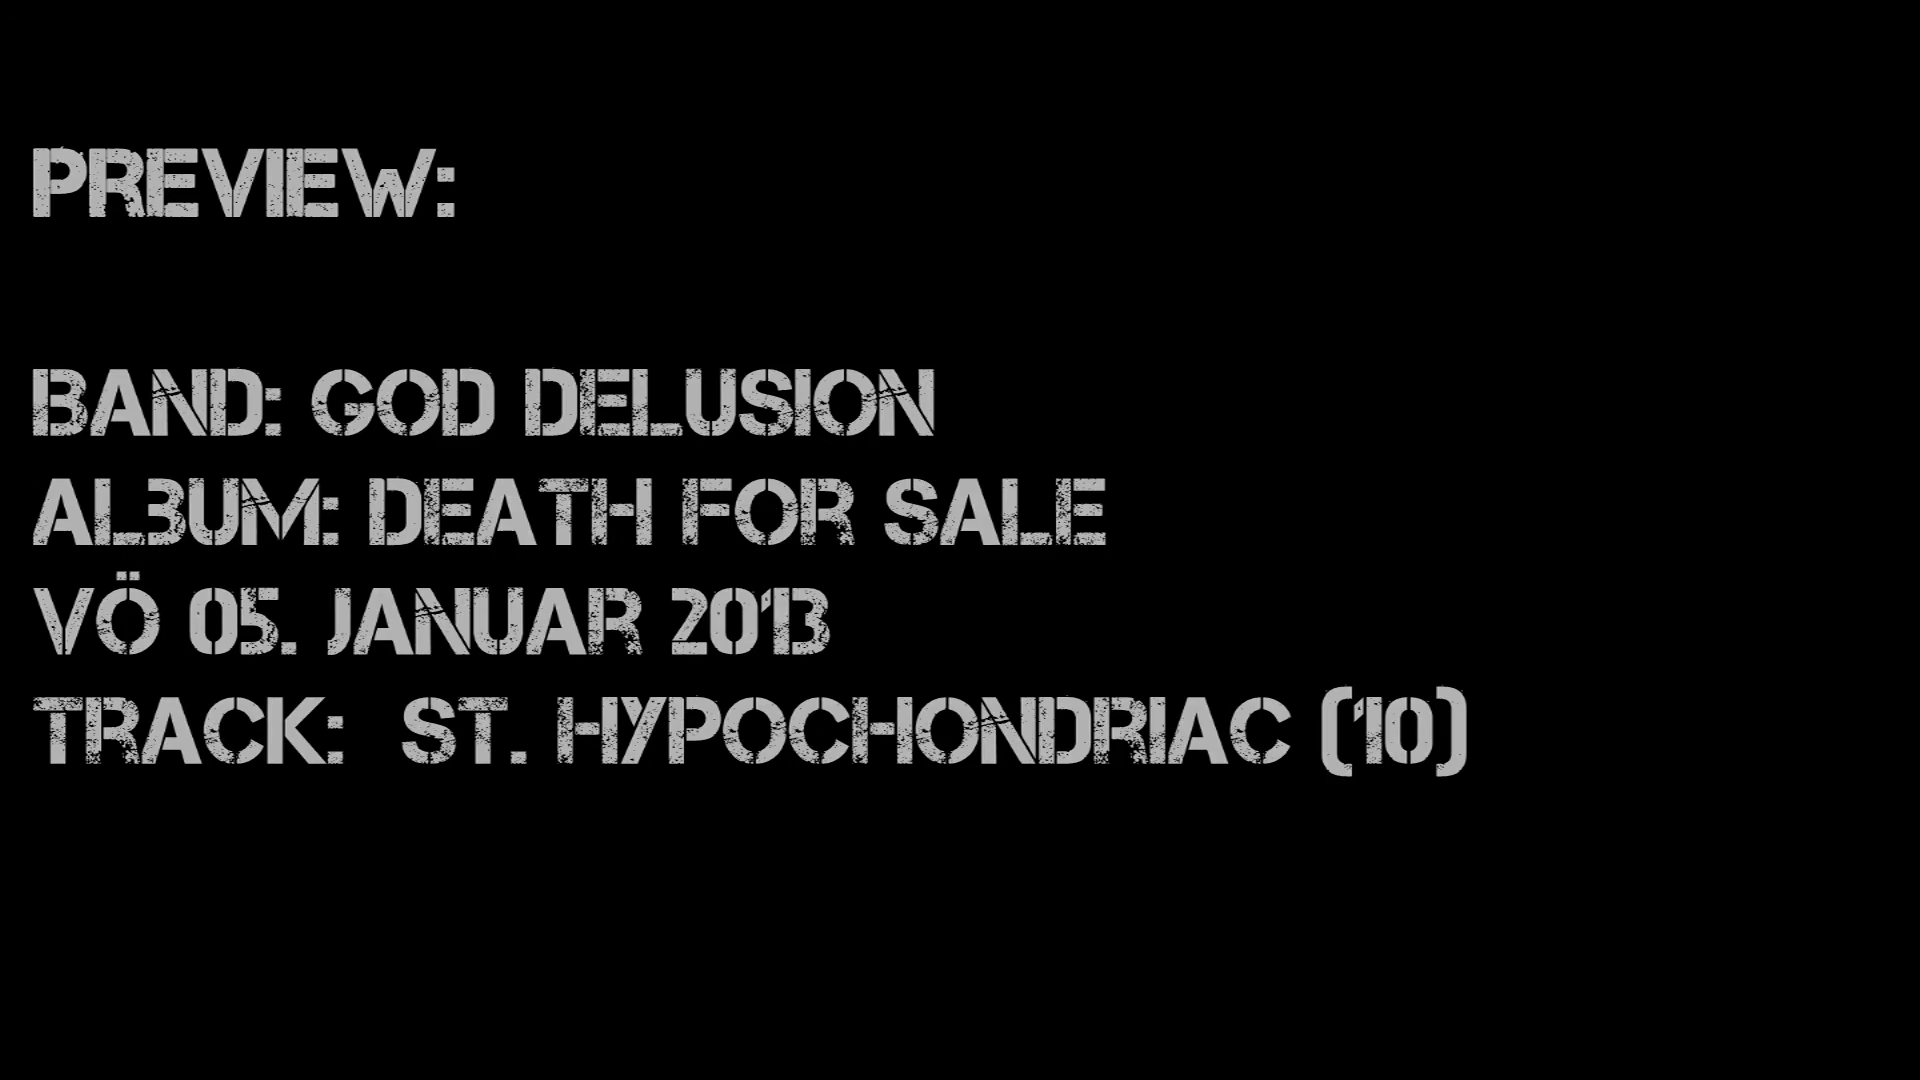 PREVIEW:
BAND: GOD DELUSION
ALBUM: DEATH FOR SALE
VÖ 05. JANUAR 2013
TRACK: ST. HYPOCHONDRIAC (10)